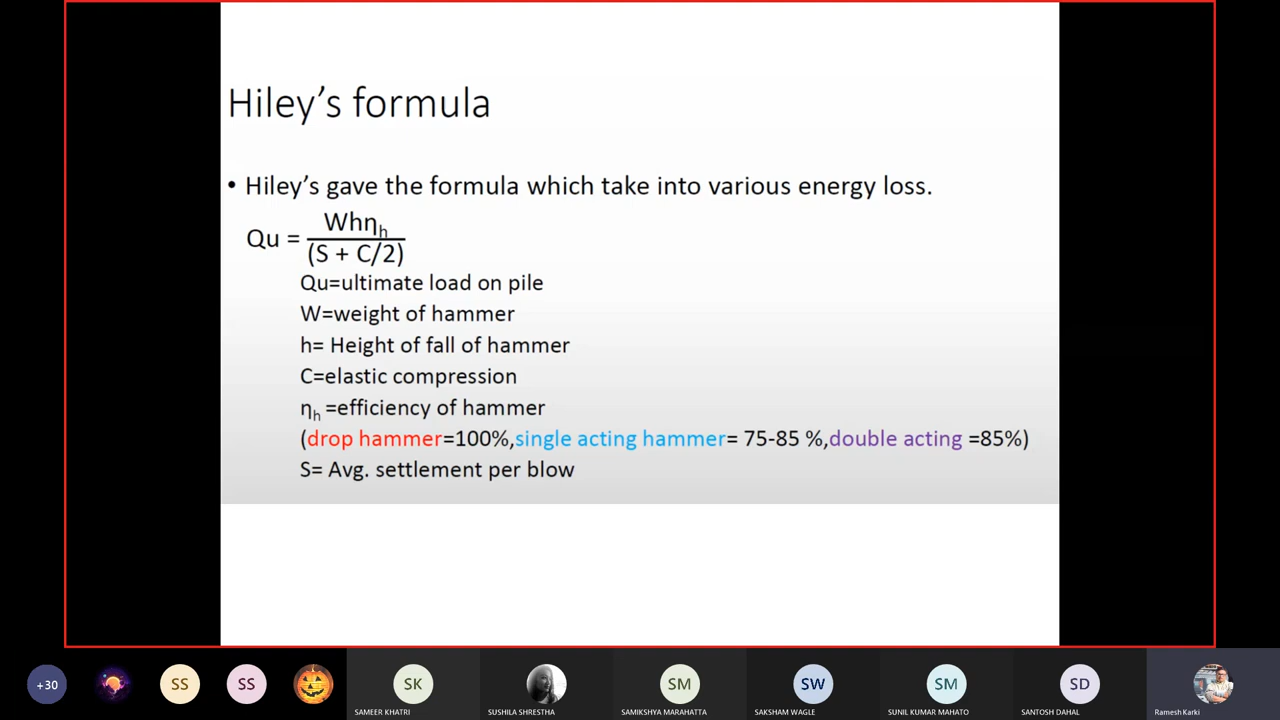 Hiley’s formula
• Hiley’s gave the formula which take into various energy loss.
Qu = Whηh
(S + C/2)
Qu=ultimate load on pile
W=weight of hammer
h= Height of fall of hammer
C=elastic compression
ηh =efficiency of hammer
(drop hammer=100%,single acting hammer= 75-85 %,double acting =85%)
S= Avg. settlement per blow
+30
SS
SS
SK
SM
SW
SM
SD
SAMEER KHATRI
SUSHILA SHRESTHA
SAMIKSHYA MARAHATTA
SAKSHAM WAGLE
SUNIL KUMAR MAHATO
SANTOSH DAHAL
Ramesh Karki